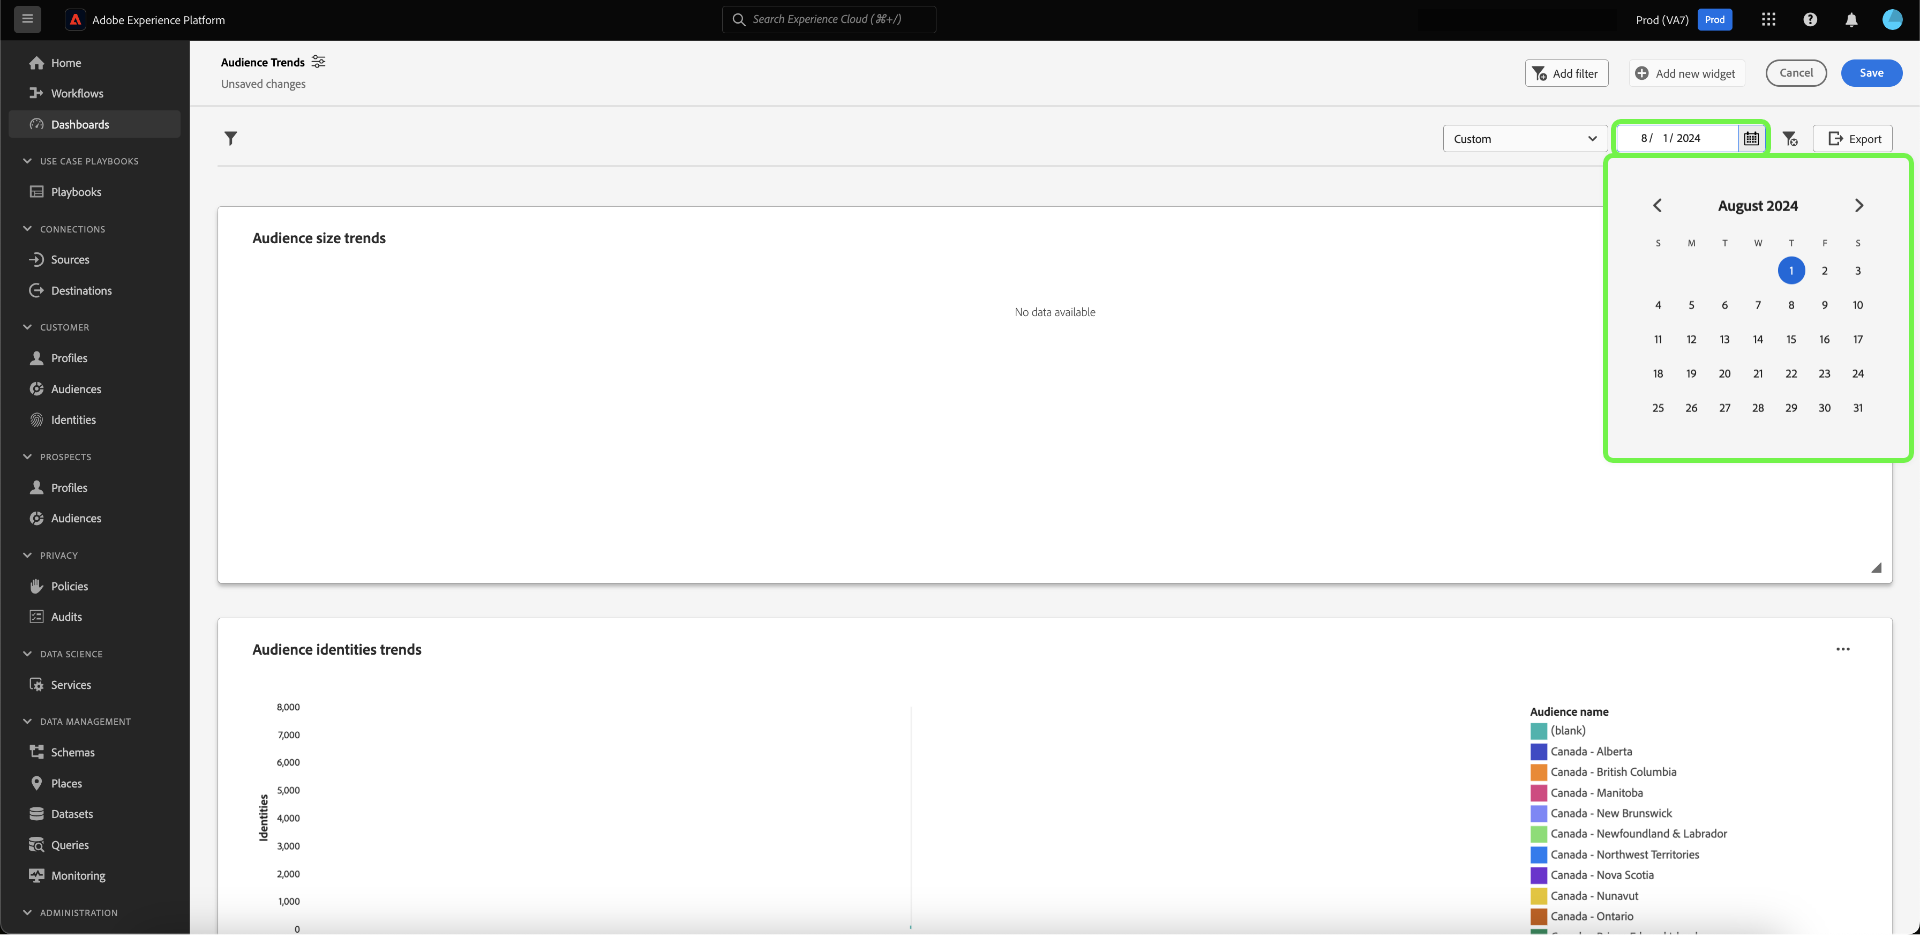 Adobe Experience Platform
Search Experience Cloud (⌘+/)
Prod (VA7)
Prod
Home
Workflows
Dashboards
USE CASE PLAYBOOKS
Playbooks
CONNECTIONS
Sources
Destinations
CUSTOMER
Profiles
Audiences
Identities
PROSPECTS
Profiles
Audiences
PRIVACY
Policies
Audits
DATA SCIENCE
Services
DATA MANAGEMENT
Schemas
Places
Datasets
Queries
Monitoring
ADMINISTRATION
Audience Trends
Unsaved changes
Add filter
Add new widget
Cancel
Save
Custom
8/ 1/ 2024
Export
August 2024
S M T W T F S
1 2 3
4 5 6 7 8 9 10
11 12 13 14 15 16 17
18 19 20 21 22 23 24
25 26 27 28 29 30 31
Audience size trends
No data available
Audience identities trends
Identities
8,000
7,000
6,000
5,000
4,000
3,000
2,000
1,000
0
Audience name
(blank)
Canada - Alberta
Canada - British Columbia
Canada - Manitoba
Canada - New Brunswick
Canada - Newfoundland & Labrador
Canada - Northwest Territories
Canada - Nova Scotia
Canada - Nunavut
Canada - Ontario